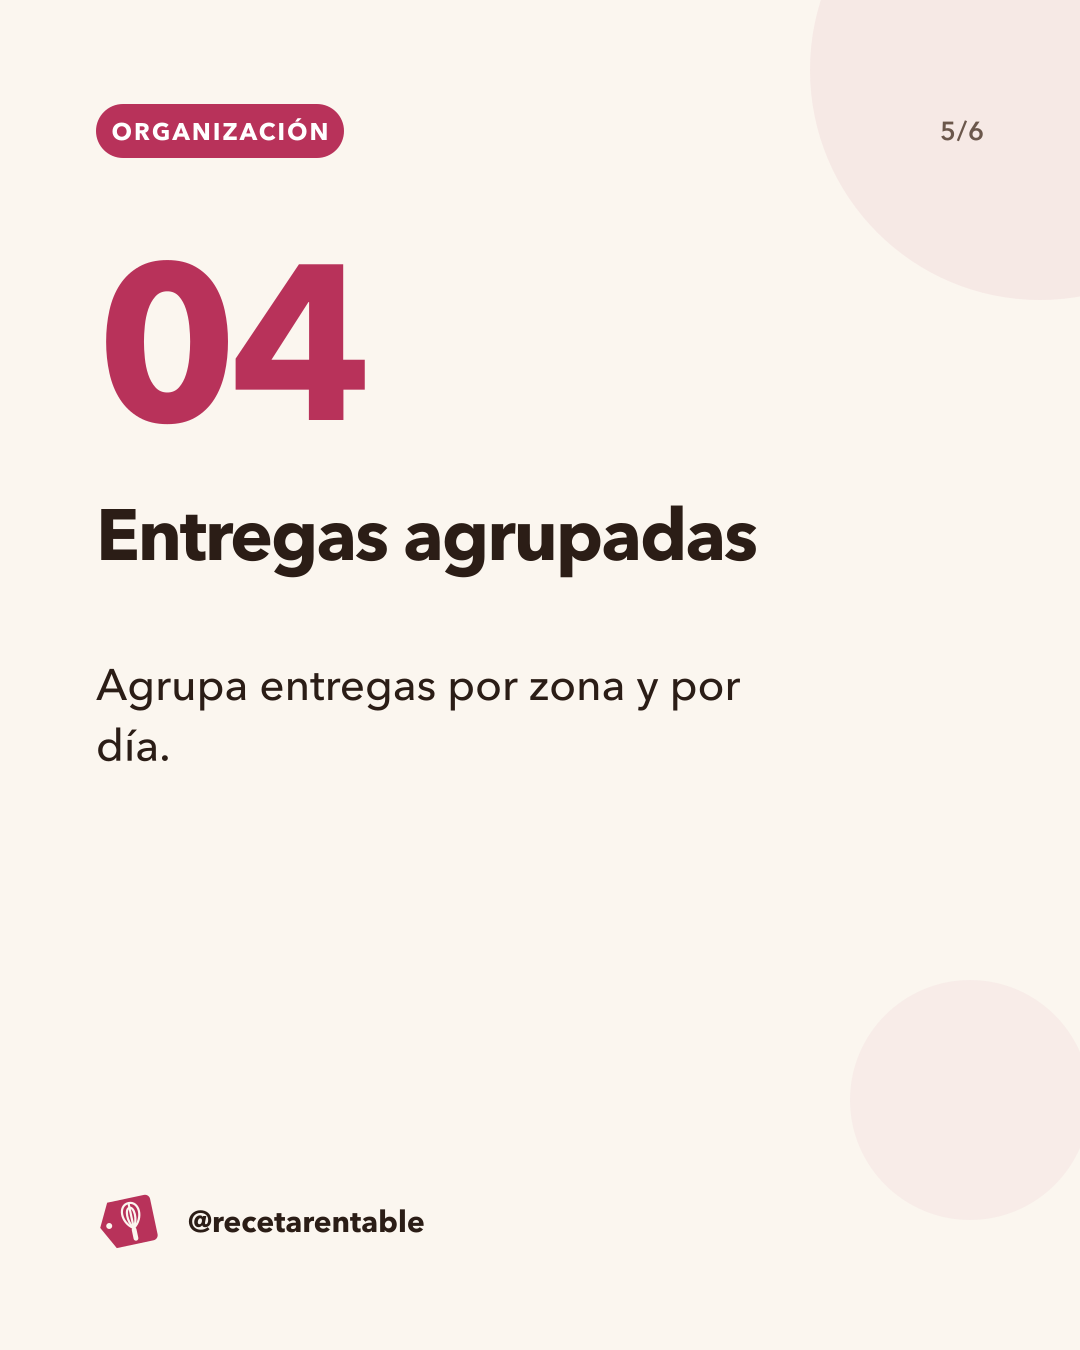 ORGANIZACIÓN
5/6
04
Entregas agrupadas
Agrupa entregas por zona y por
día.
@recetarentable